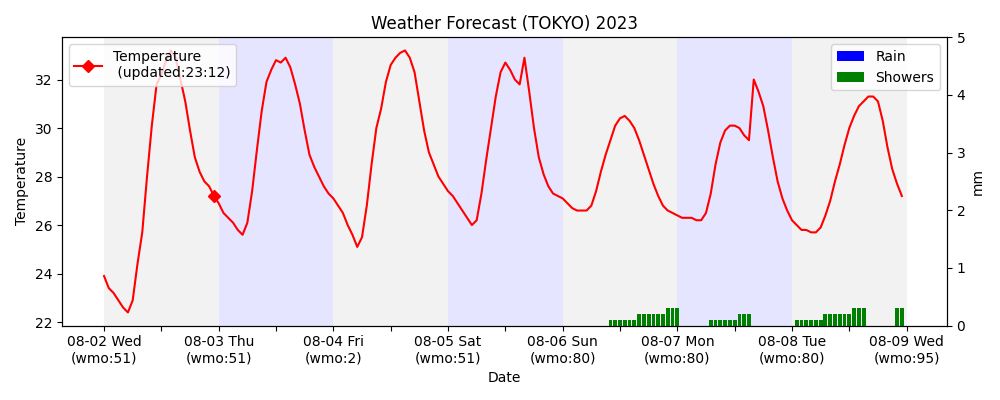 Weather Forecast (TOKYO) 2023
Temperature
(updated:23:12)
Rain
Showers
Temperature
32
30
28
26
24
22
5
4
3
2
1
0
mm
08-02 Wed
(wmo:51)
08-03 Thu
(wmo:51)
08-04 Fri
(wmo:2)
08-05 Sat
(wmo:51)
08-06 Sun
(wmo:80)
08-07 Mon
(wmo:80)
08-08 Tue
(wmo:80)
08-09 Wed
(wmo:95)
Date